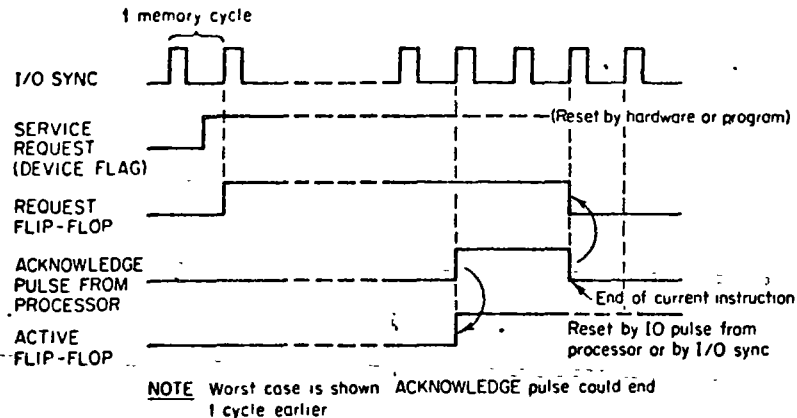 1 memory cycle
I/O SYNC
SERVICE
REQUEST
(DEVICE FLAG)
(Reset by hardware or program)
REQUEST
FLIP-FLOP
ACKNOWLEDGE
PULSE FROM
PROCESSOR
End of current instruction
ACTIVE
FLIP-FLOP
Reset by IO pulse from
processor or by I/O sync
NOTE Worst case is shown ACKNOWLEDGE pulse could end
1 cycle earlier